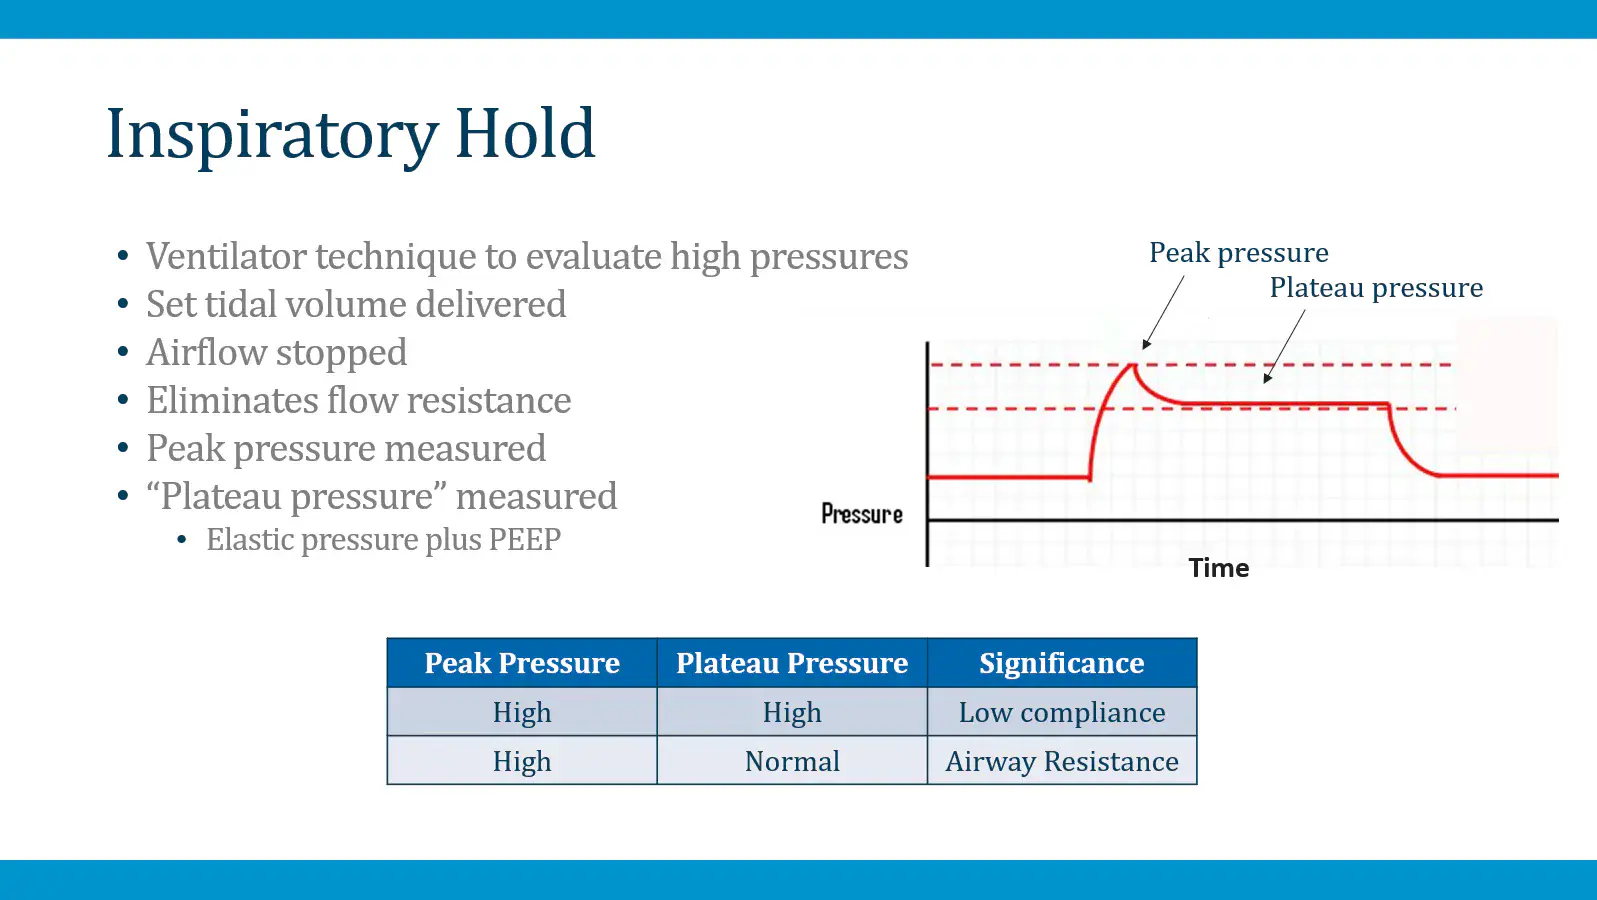 Inspiratory Hold
• Ventilator technique to evaluate high pressures
• Set tidal volume delivered
• Airflow stopped
• Eliminates flow resistance
• Peak pressure measured
• “Plateau pressure” measured
• Elastic pressure plus PEEP
Peak pressure
Plateau pressure
Pressure
Time
Peak Pressure Plateau Pressure Significance
High High Low compliance
High Normal Airway Resistance